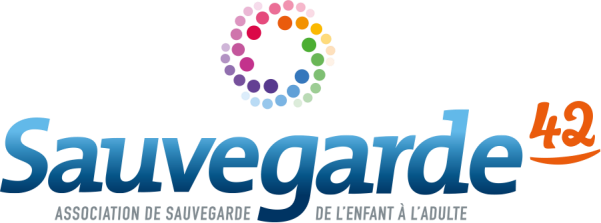 Sauvegarde 42
ASSOCIATION DE SAUVEGARDE DE L'ENFANT À L'ADULTE